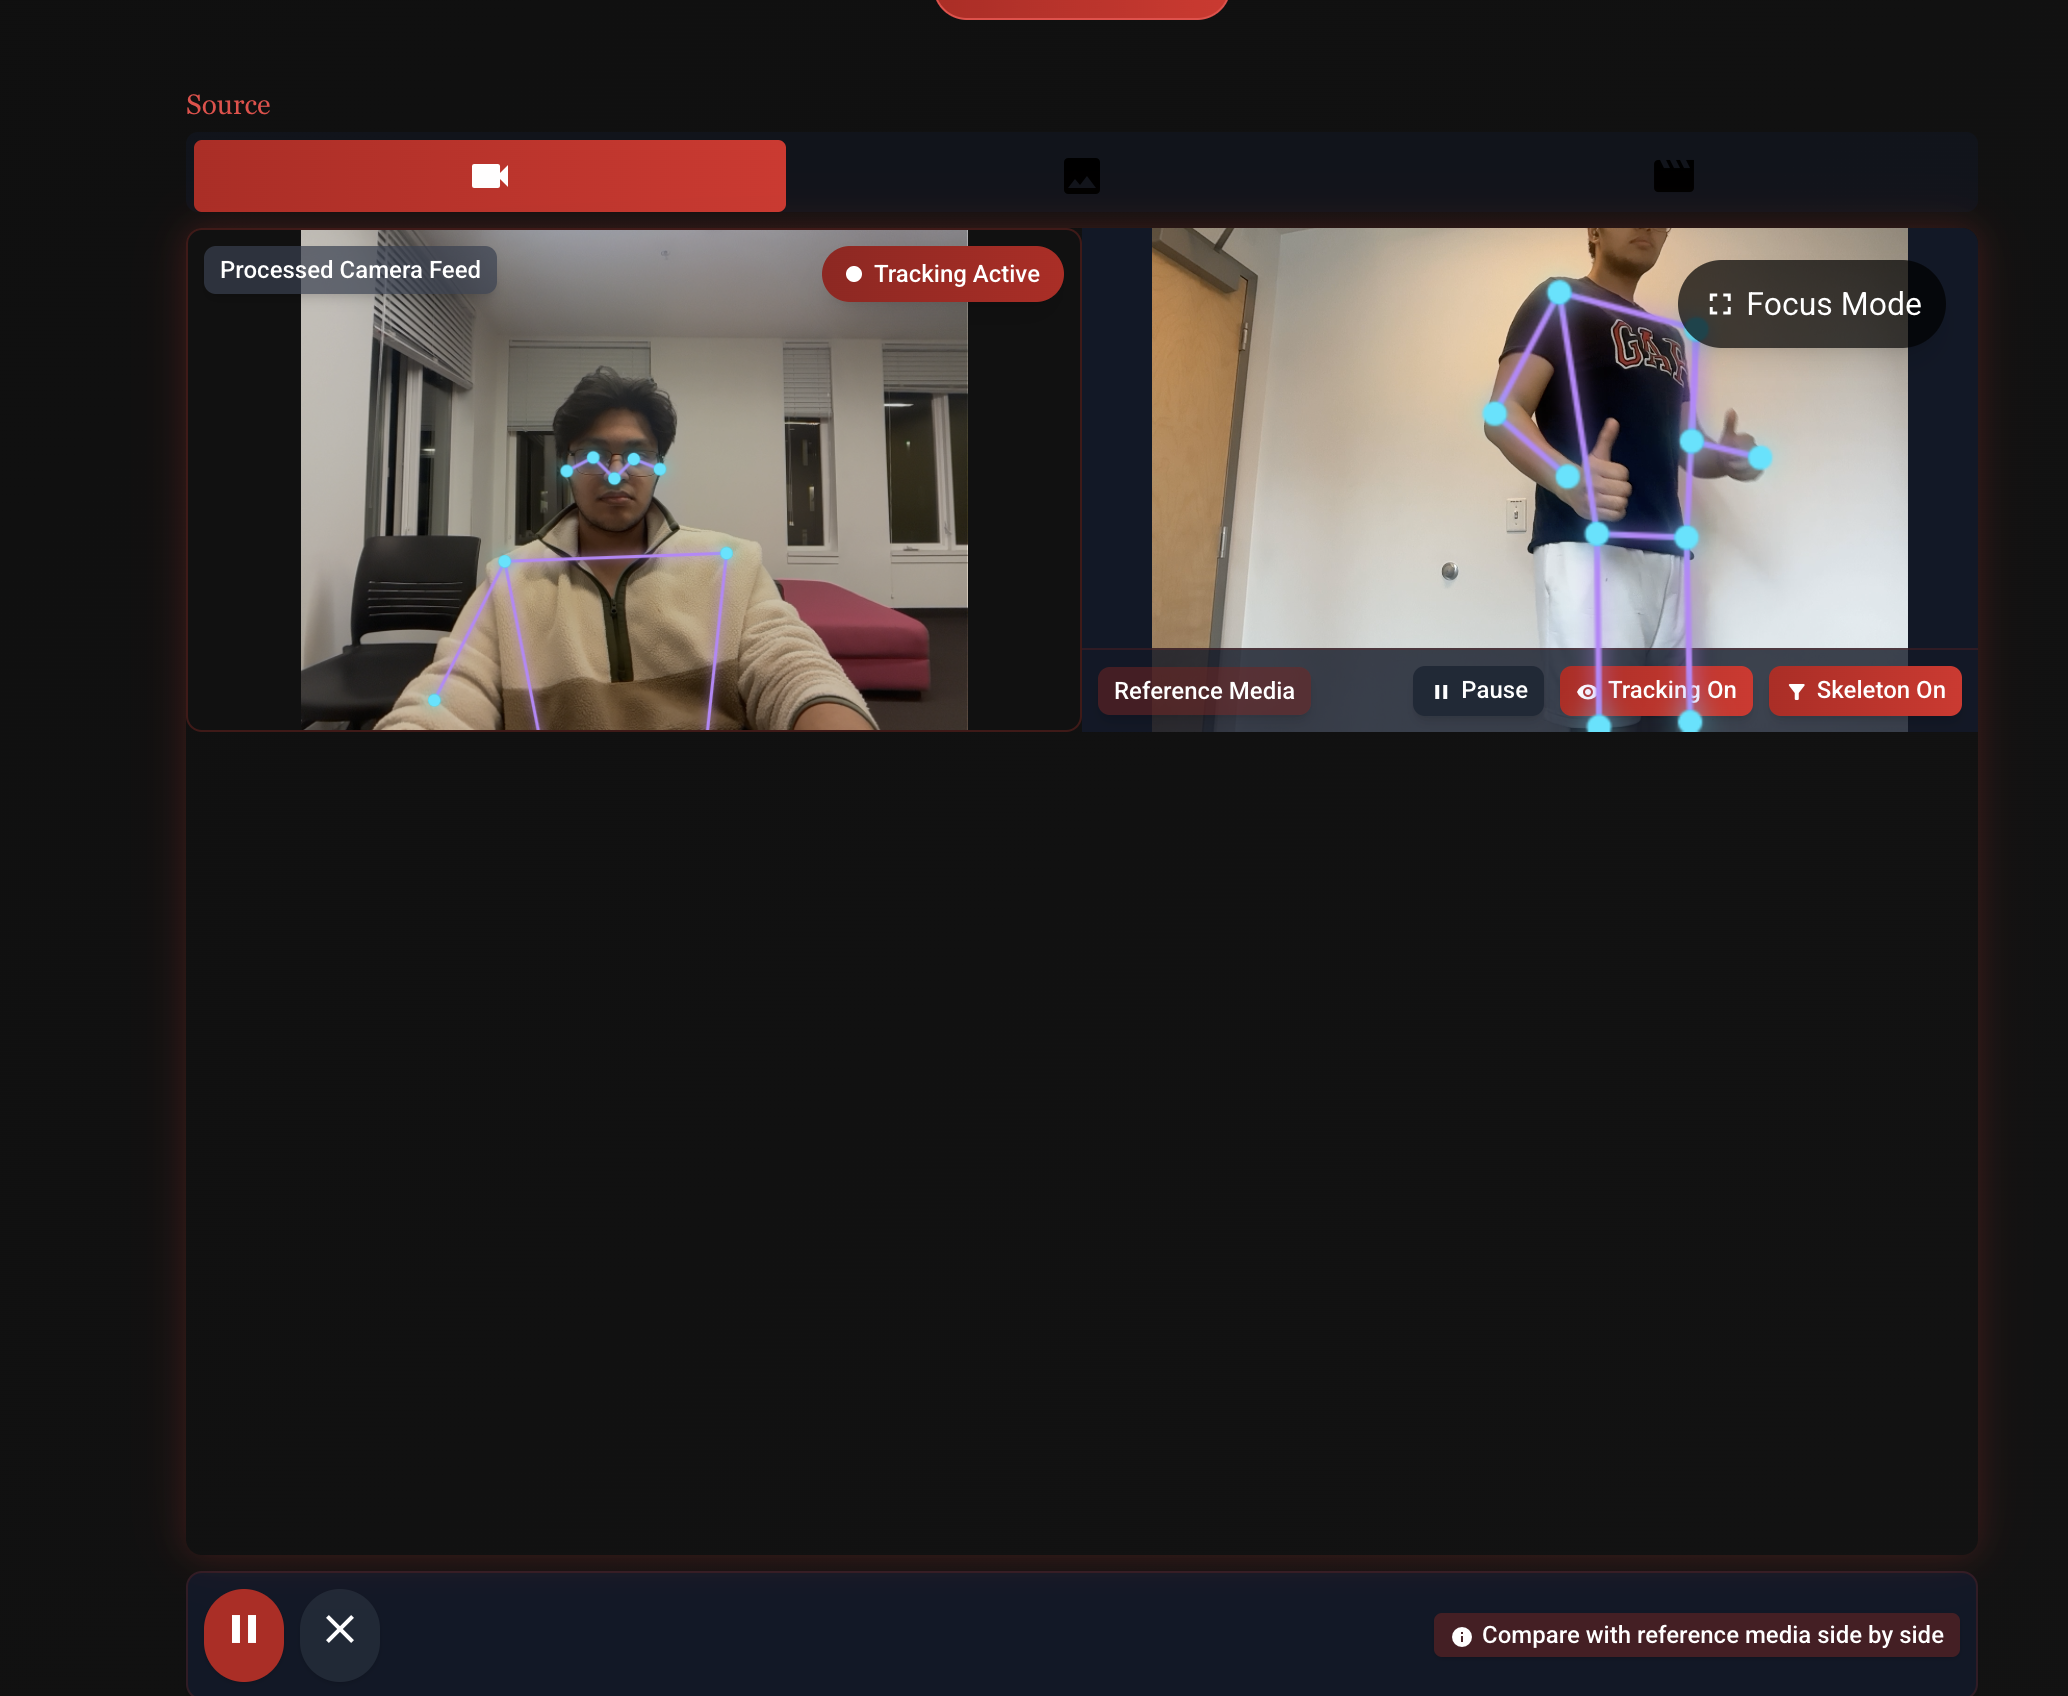 Source
Processed Camera Feed
Tracking Active
GAP
Focus Mode
Reference Media
Pause
Tracking On
Skeleton On
Compare with reference media side by side